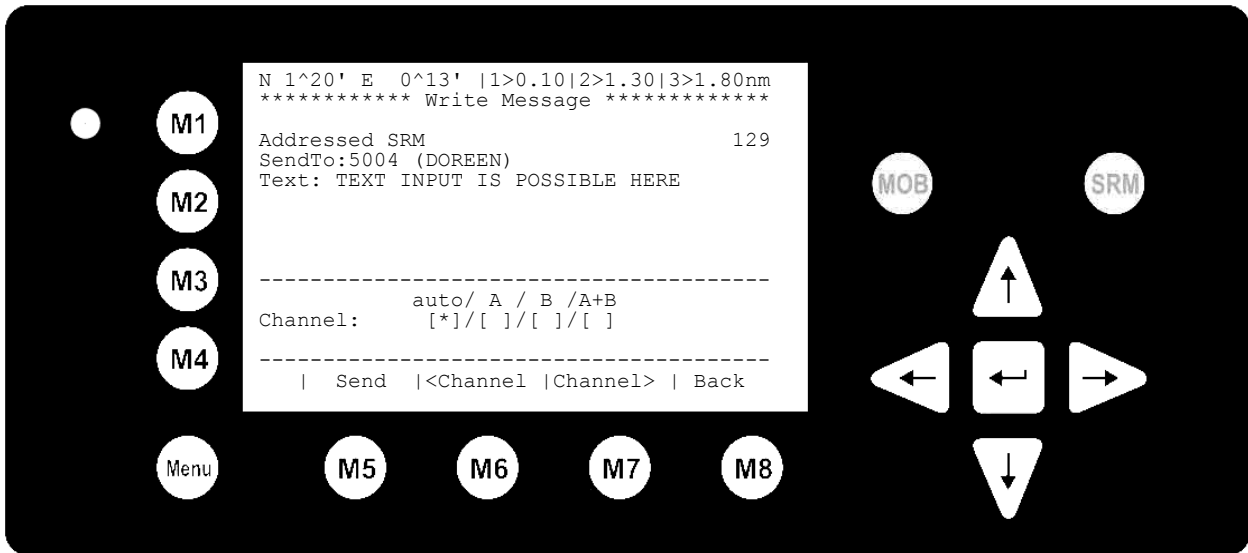 N 1^20' E  0^13' |1>0.10|2>1.30|3>1.80nm
************ Write Message *************
Addressed SRM 129
SendTo:5004 (DOREEN)
Text: TEXT INPUT IS POSSIBLE HERE
----------------------------------------
auto/ A / B /A+B
Channel: [*]/[ ]/[ ]/[ ]
----------------------------------------
| Send |<Channel |Channel> | Back
M1
M2
M3
M4
Menu
M5
M6
M7
M8
MOB
SRM